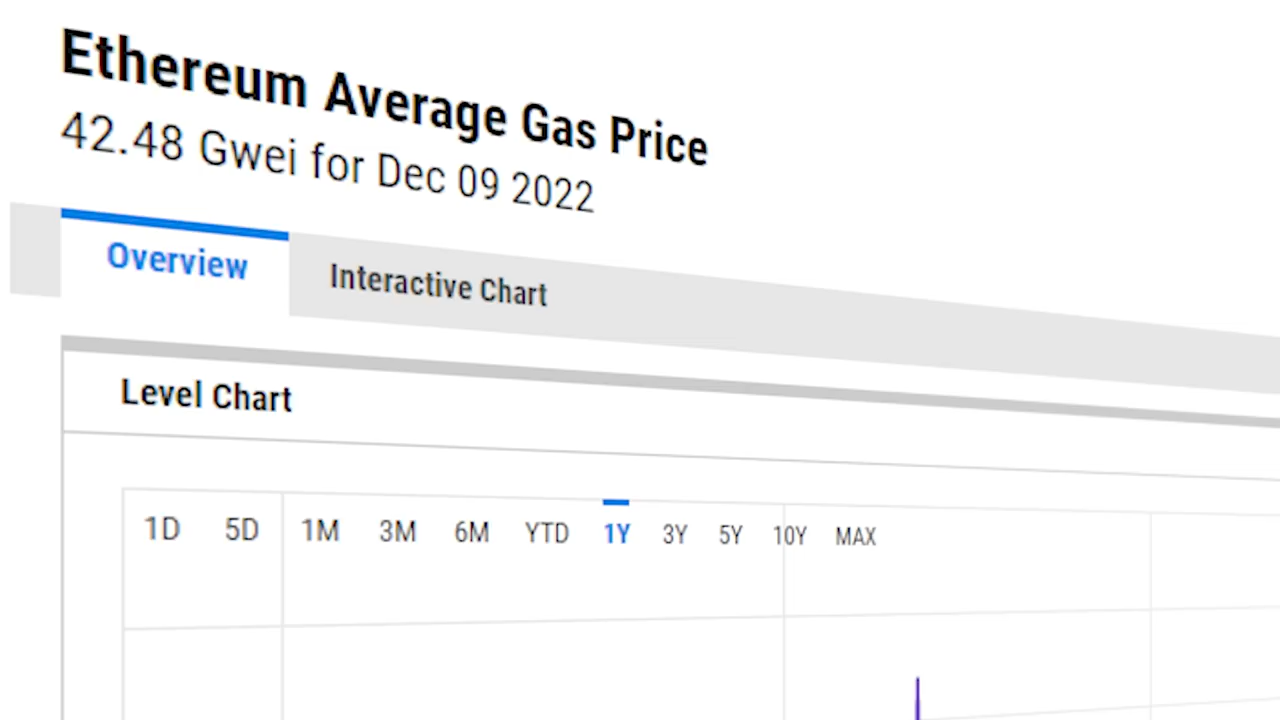 Ethereum Average Gas Price
42.48 Gwei for Dec 09 2022
Overview Interactive Chart
Level Chart
1D 5D 1M 3M 6M YTD 1Y 3Y 5Y 10Y MAX